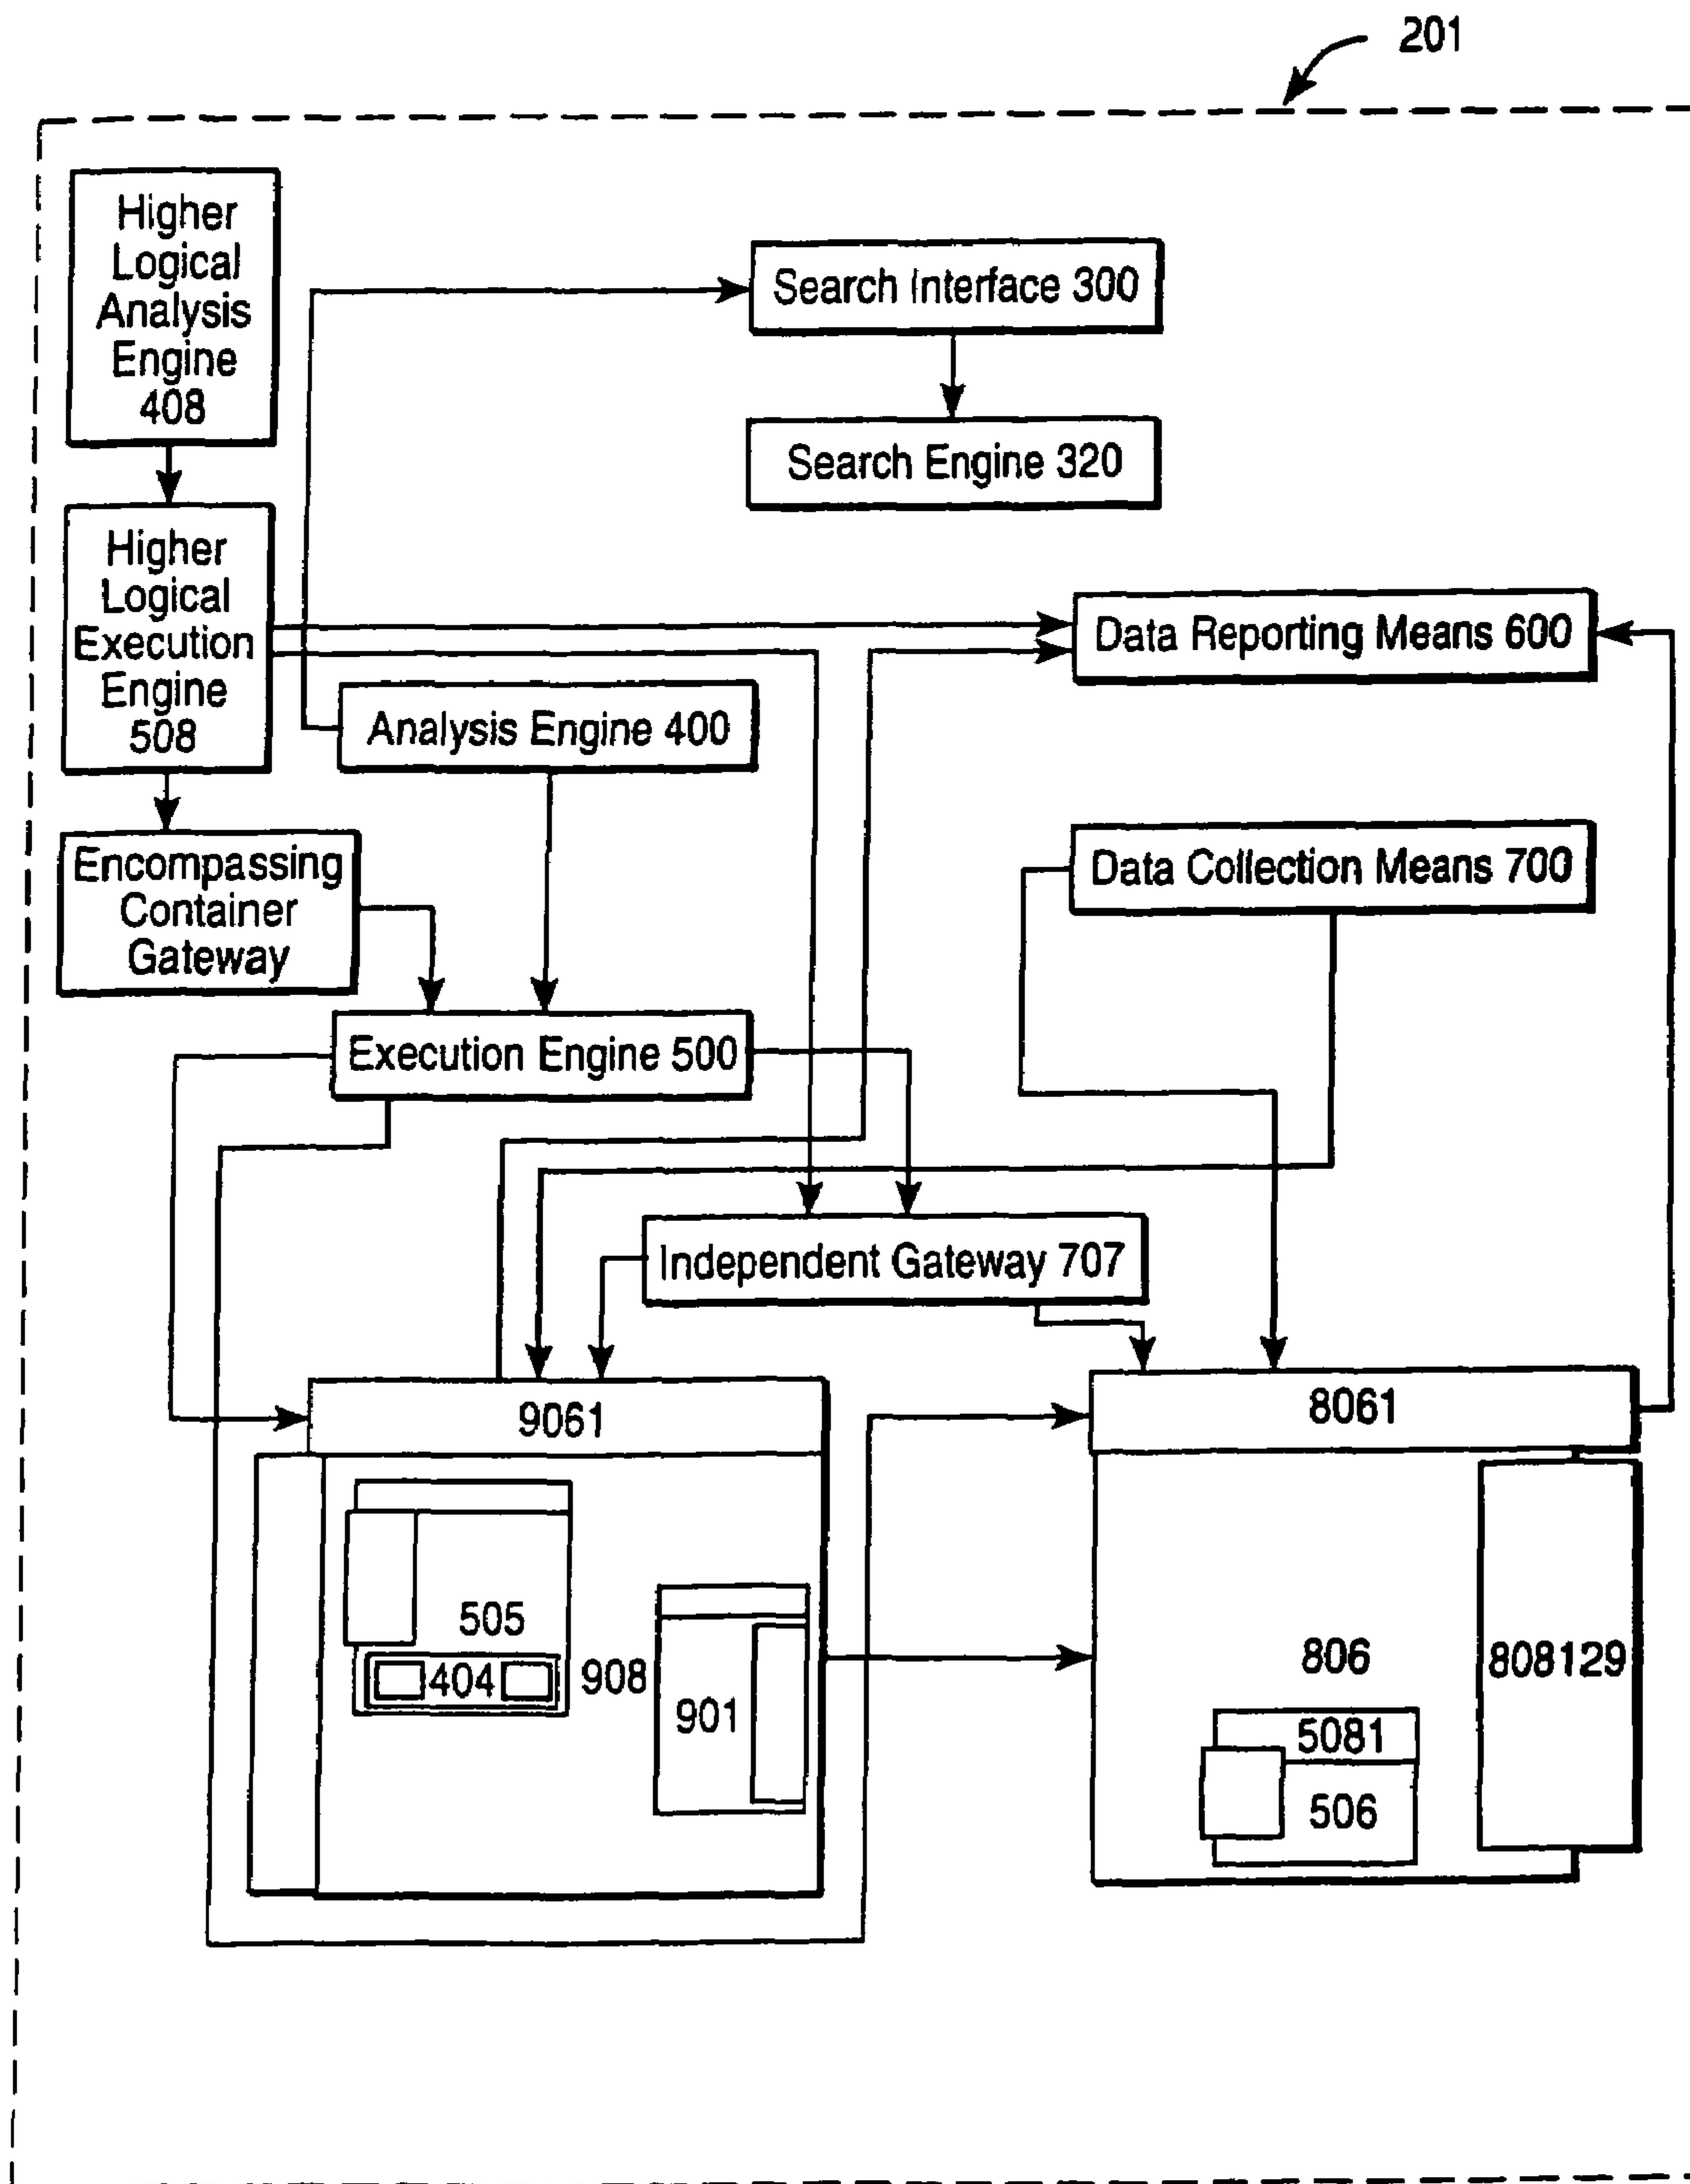 201
Higher
Logical
Analysis
Engine
408
Search Interface 300
Search Engine 320
Higher
Logical
Execution
Engine
508
Data Reporting Means 600
Analysis Engine 400
Encompassing
Container
Gateway
Data Collection Means 700
Execution Engine 500
Independent Gateway 707
9061
8061
505
404
908
901
806
808129
5081
506